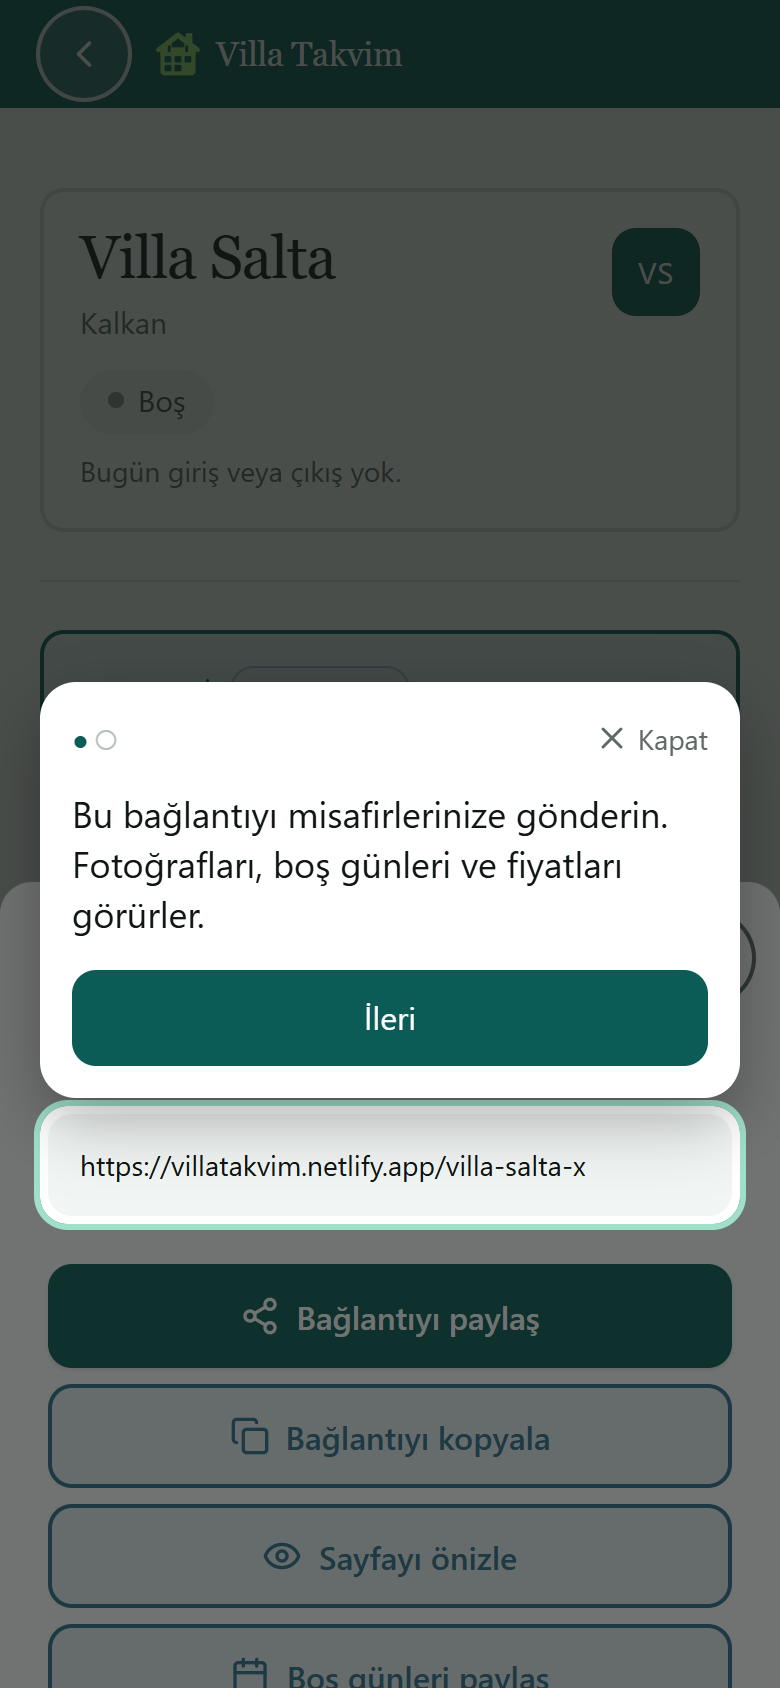 Villa Takvim
Villa Salta
VS
Kalkan
Boş
Bugün giriş veya çıkış yok.
Kapat
Bu bağlantıyı misafirlerinize gönderin.
Fotoğrafları, boş günleri ve fiyatları
görürler.
İleri
https://villatakvim.netlify.app/villa-salta-x
Bağlantıyı paylaş
Bağlantıyı kopyala
Sayfayı önizle
Boş günleri paylaş